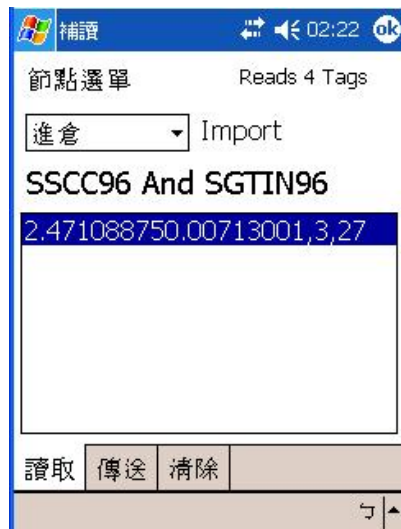 補讀 02:22 ok
節點選單 Reads 4 Tags
進倉 Import
SSCC96 And SGTIN96
2.471088750.00713001,3,27
讀取 傳送 清除
ㄅ